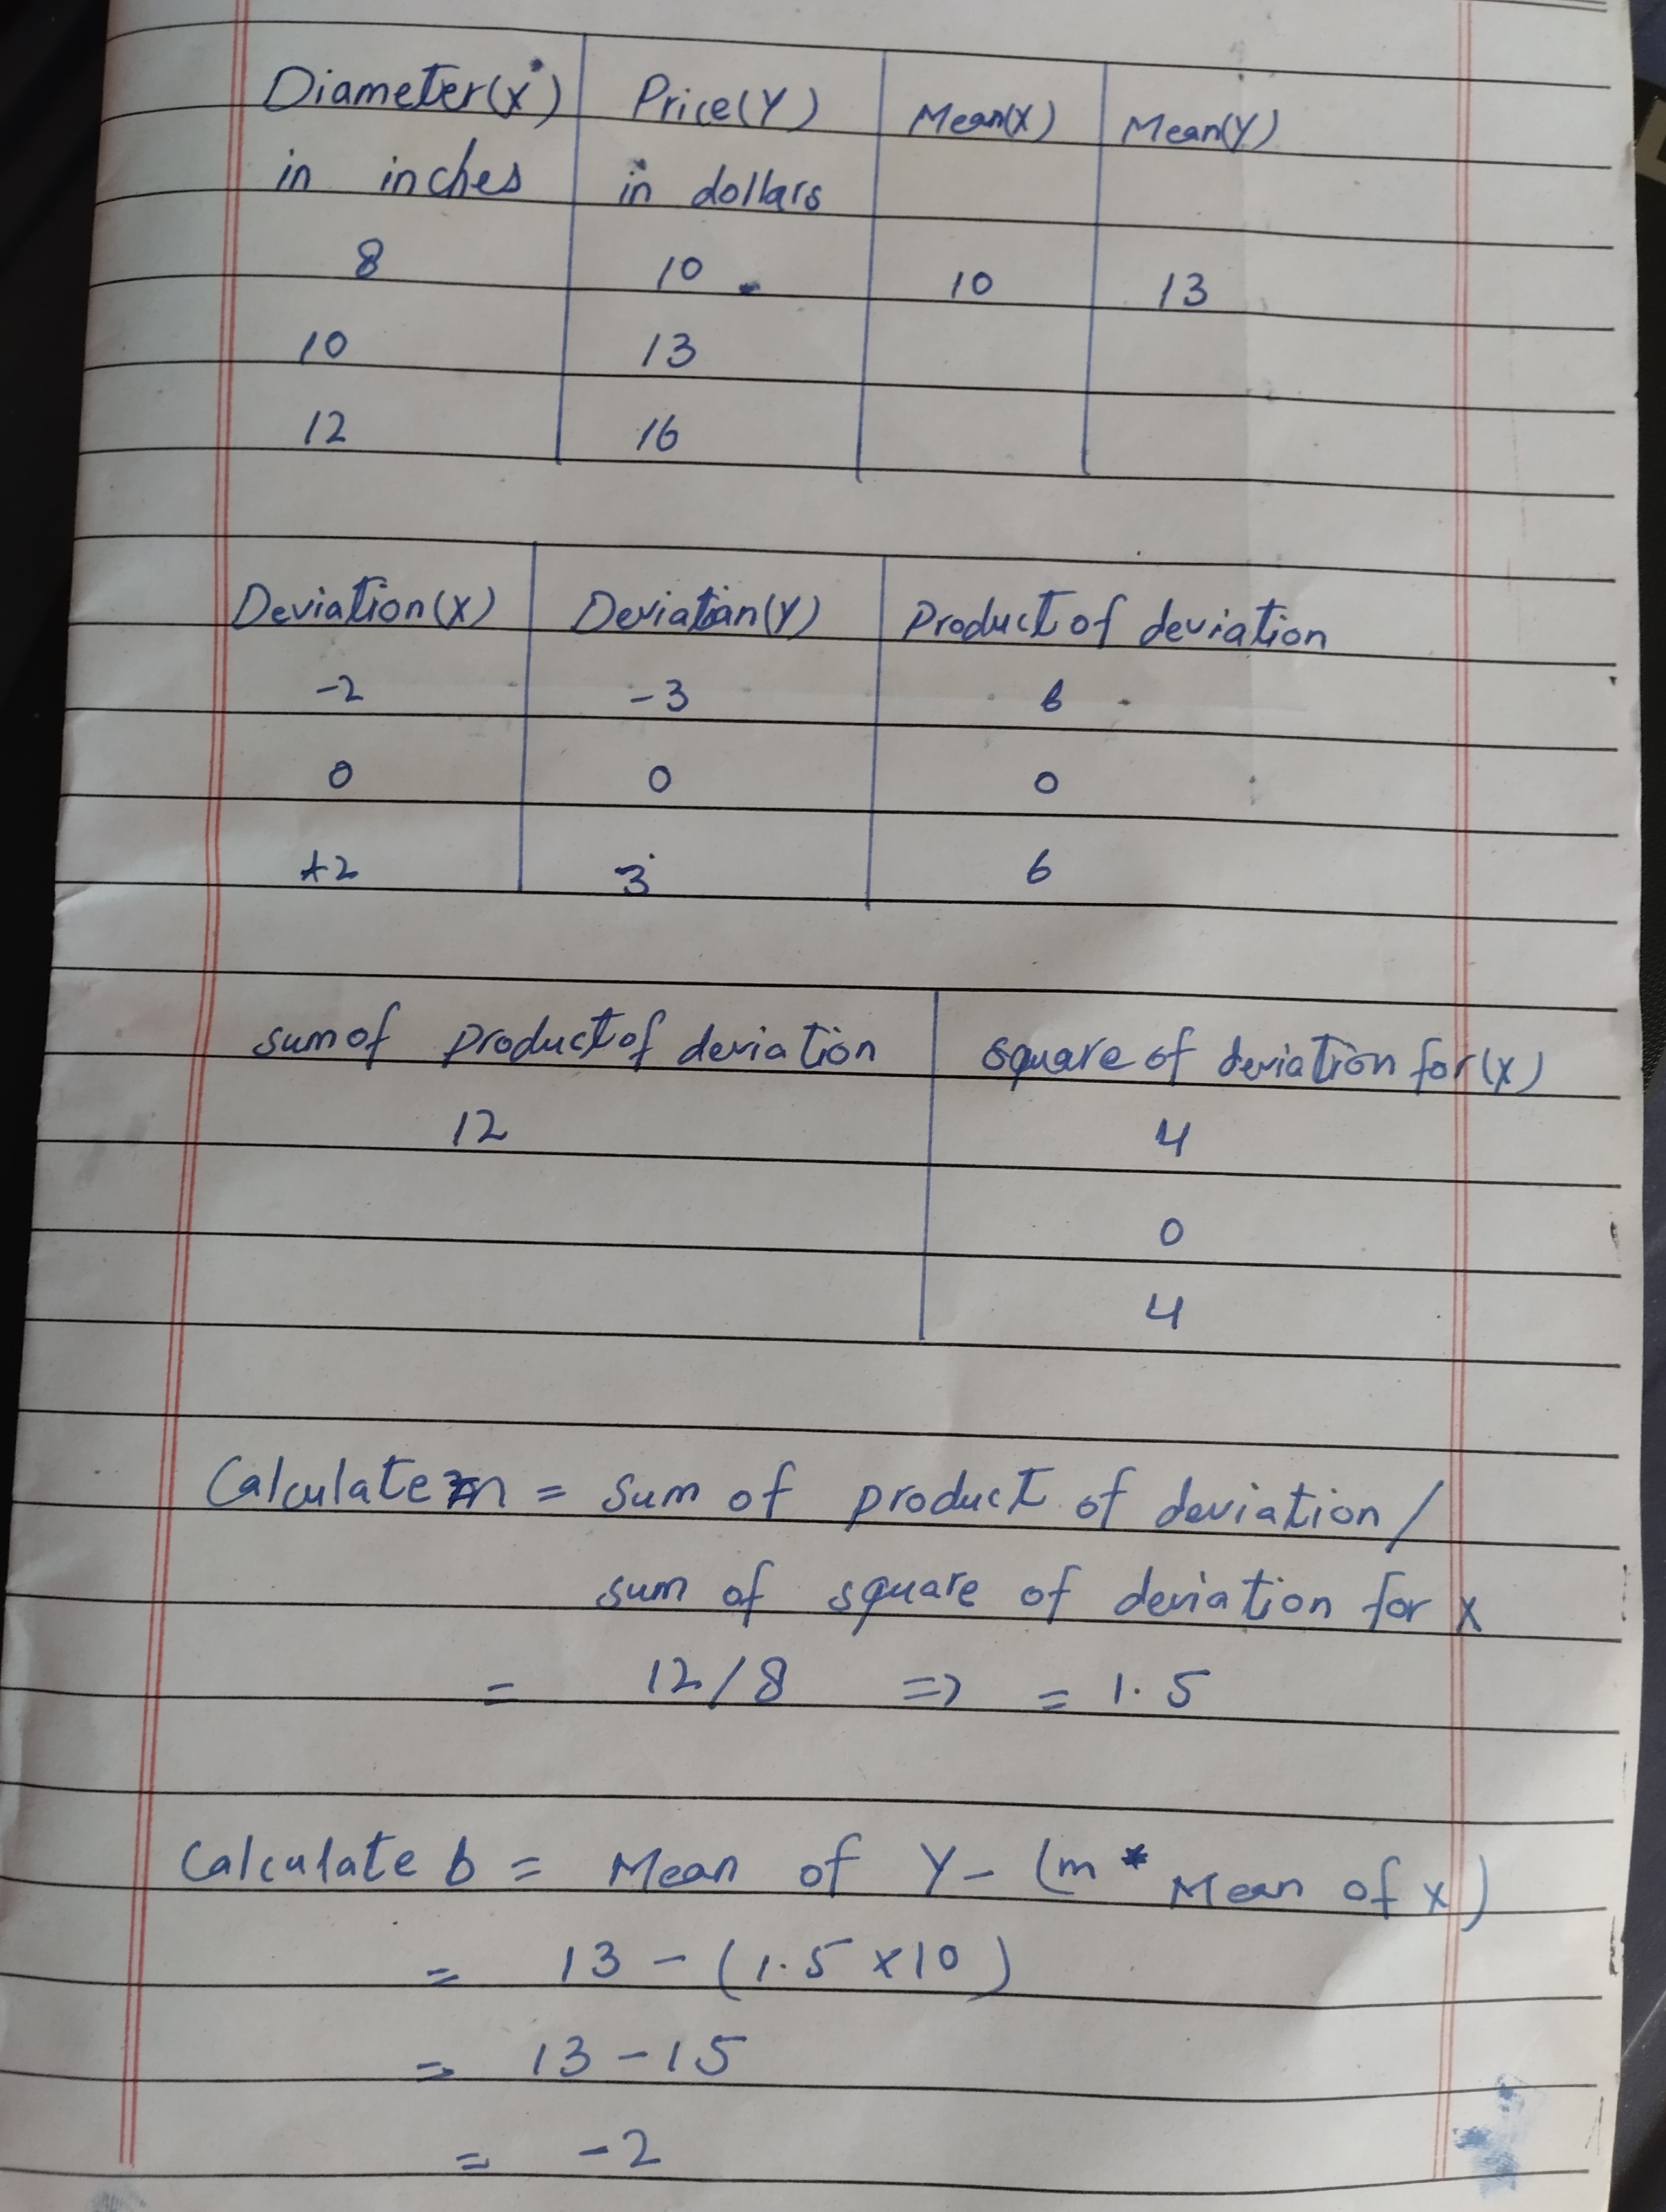 Diameter(X) Price(Y) Mean(X) Mean(Y)
in inches in dollars
8 10 10 13
10 13
12 16
Deviation(X) Deviation(Y) Product of deviation
-2 -3 6
0 0 0
+2 3 6
sum of product of deviation square of deviation for(x)
12 4
0
4
Calculate m = sum of product of deviation/
sum of square of deviation for x
= 12/8 => = 1.5
Calculate b = Mean of Y - (m * Mean of x)
= 13 - (1.5 x 10)
= 13 - 15
= -2